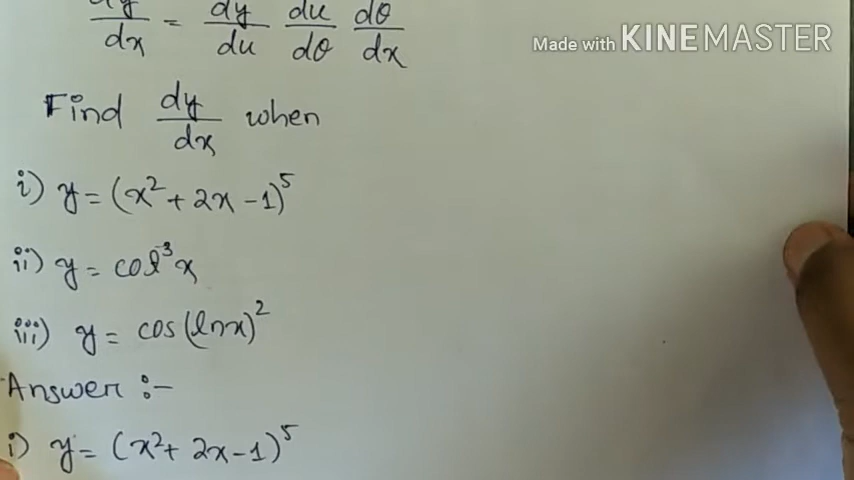 dy/dx = dy/du du/dθ dθ/dx
Made with KINEMASTER
Find dy/dx when
i) y = (x² + 2x - 1)⁵
ii) y = x
iii) y = cos(lnx)²
Answer :-
i) y = (x² + 2x - 1)⁵